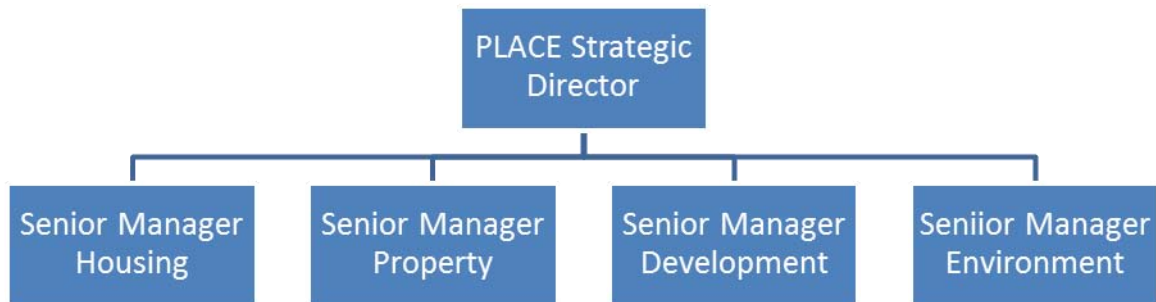 PLACE Strategic
Director
Senior Manager
Housing
Senior Manager
Property
Senior Manager
Development
Seniior Manager
Environment